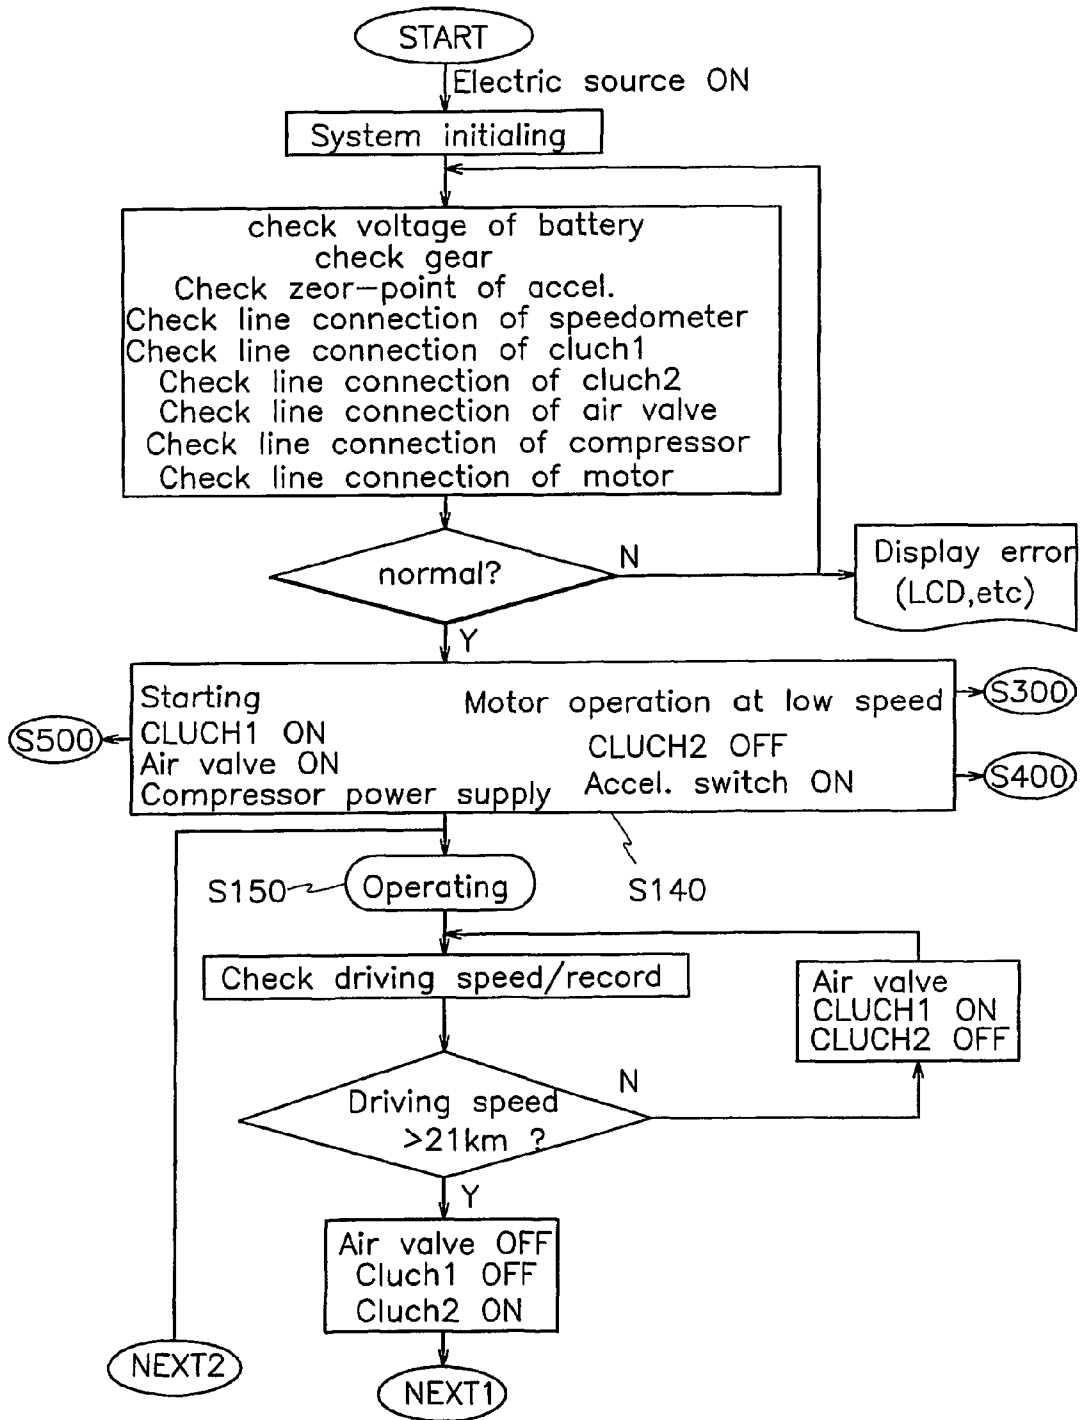 START
Electric source ON
System initialing
check voltage of battery
check gear
Check zeor-point of accel.
Check line connection of speedometer
Check line connection of cluch1
Check line connection of cluch2
Check line connection of air valve
Check line connection of compressor
Check line connection of motor
normal?
N
Display error
(LCD,etc)
Y
Starting
CLUCH1 ON
Air valve ON
Compressor power supply
Motor operation at low speed
CLUCH2 OFF
Accel. switch ON
S300
S500
S400
S150
Operating
S140
Check driving speed/record
Air valve
CLUCH1 ON
CLUCH2 OFF
N
Driving speed
>21km ?
Y
Air valve OFF
Cluch1 OFF
Cluch2 ON
NEXT2
NEXT1